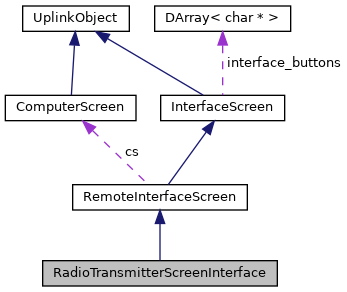 UplinkObject
DArray< char * >
interface_buttons
ComputerScreen
InterfaceScreen
cs
RemoteInterfaceScreen
RadioTransmitterScreenInterface